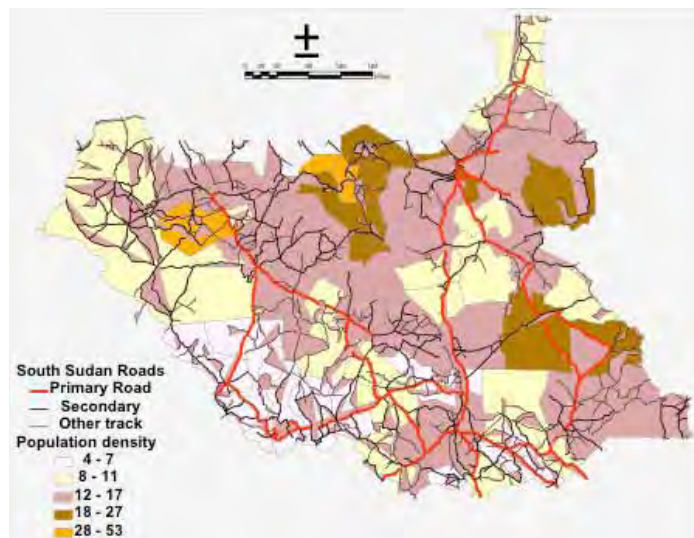 South Sudan Roads
Primary Road
Secondary
Other track
Population density
4 - 7
8 - 11
12 - 17
18 - 27
28 - 53